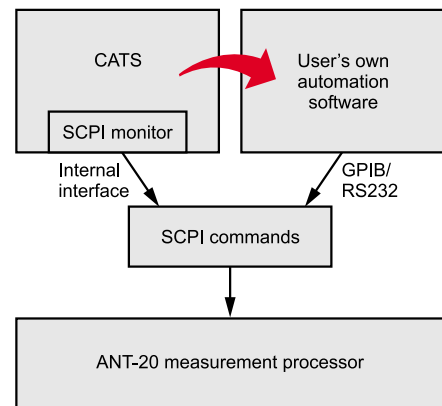 CATS
SCPI monitor
User's own
automation
software
Internal
interface
GPIB/
RS232
SCPI commands
ANT-20 measurement processor